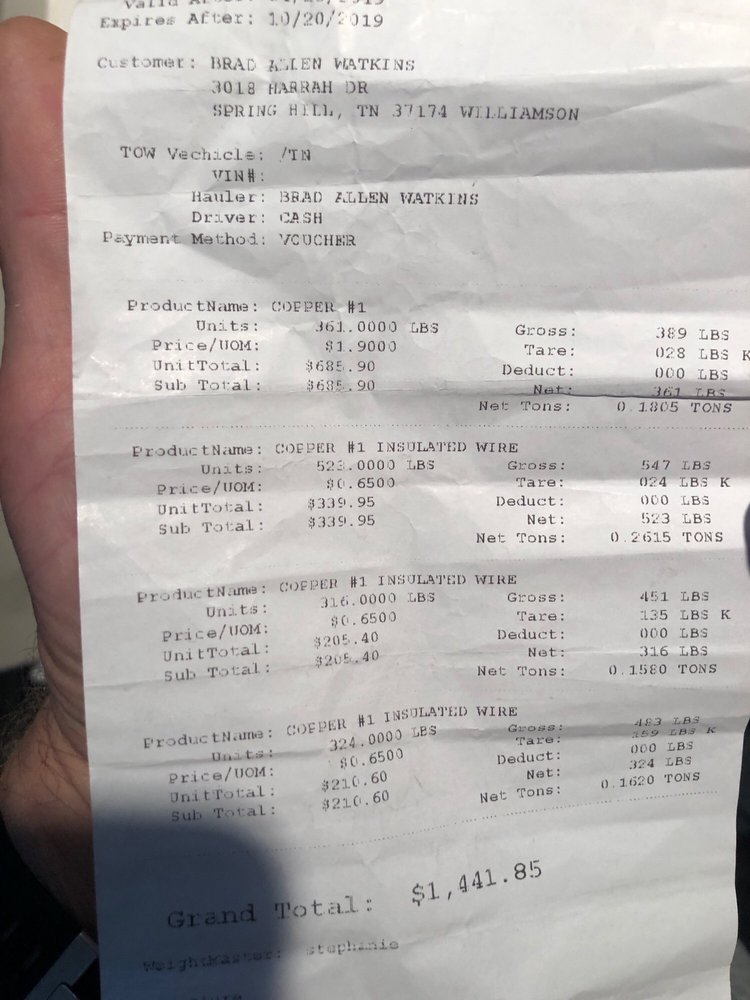 Expires After: 10/20/2019
Customer: BRAD ALLEN WATKINS
3018 HARRAH DR
SPRING HILL, TN 37174 WILLIAMSON
TOW Vechicle: /TN
VIN#:
Hauler: BRAD ALLEN WATKINS
Driver: CASH
Payment Method: VOUCHER
ProductName: COPPER #1
Units: 361.0000 LBS Gross: 389 LBS
Price/UOM: $1.9000 Tare: 028 LBS K
UnitTotal: $685.90 Deduct: 000 LBS
Sub Total: $685.90 Net: 361 LBS
Net Tons: 0.1805 TONS
ProductName: COPPER #1 INSULATED WIRE
Units: 523.0000 LBS Gross: 547 LBS
Price/UOM: $0.6500 Tare: 024 LBS K
UnitTotal: $339.95 Deduct: 000 LBS
Sub Total: $339.95 Net: 523 LBS
Net Tons: 0.2615 TONS
ProductName: COPPER #1 INSULATED WIRE
Units: 316.0000 LBS Gross: 451 LBS
Price/UOM: $0.6500 Tare: 135 LBS K
UnitTotal: $205.40 Deduct: 000 LBS
Sub Total: $205.40 Net: 316 LBS
Net Tons: 0.1580 TONS
ProductName: COPPER #1 INSULATED WIRE
Units: 324.0000 LBS Gross: 483 LBS
Price/UOM: $0.6500 Tare: 159 LBS K
UnitTotal: $210.60 Deduct: 000 LBS
Sub Total: $210.60 Net: 324 LBS
Net Tons: 0.1620 TONS
Grand Total: $1,441.85
WeighMaster: stephanie